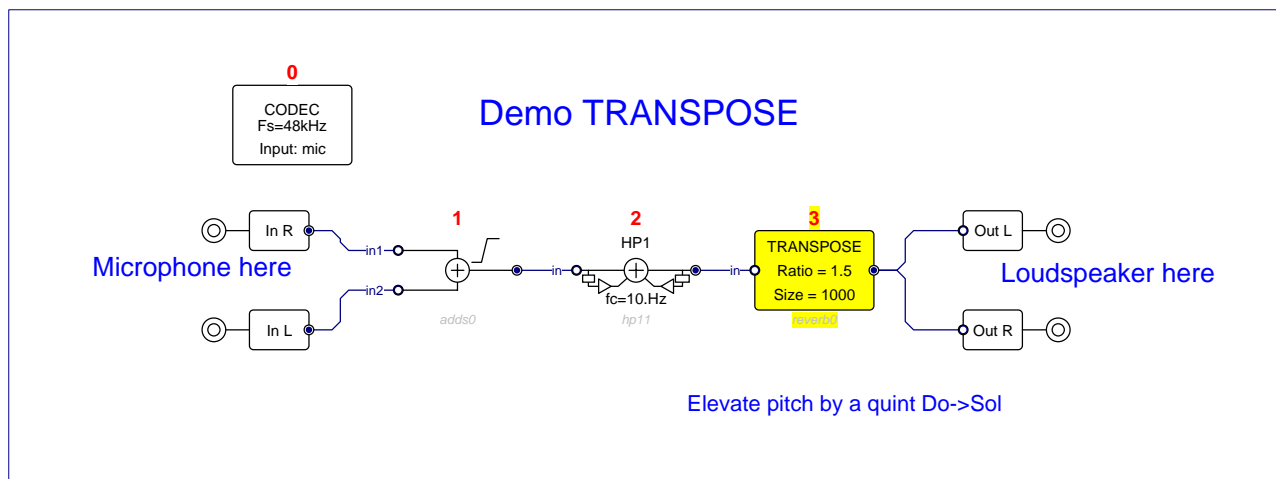 0
CODEC
Fs=48kHz
Input: mic
Demo TRANSPOSE
In R
Microphone here
In L
in1
in2
1
adds0
in
2
HP1
fc=10.Hz
hp11
in
3
TRANSPOSE
Ratio = 1.5
Size = 1000
reverb0
Out L
Loudspeaker here
Out R
Elevate pitch by a quint Do->Sol